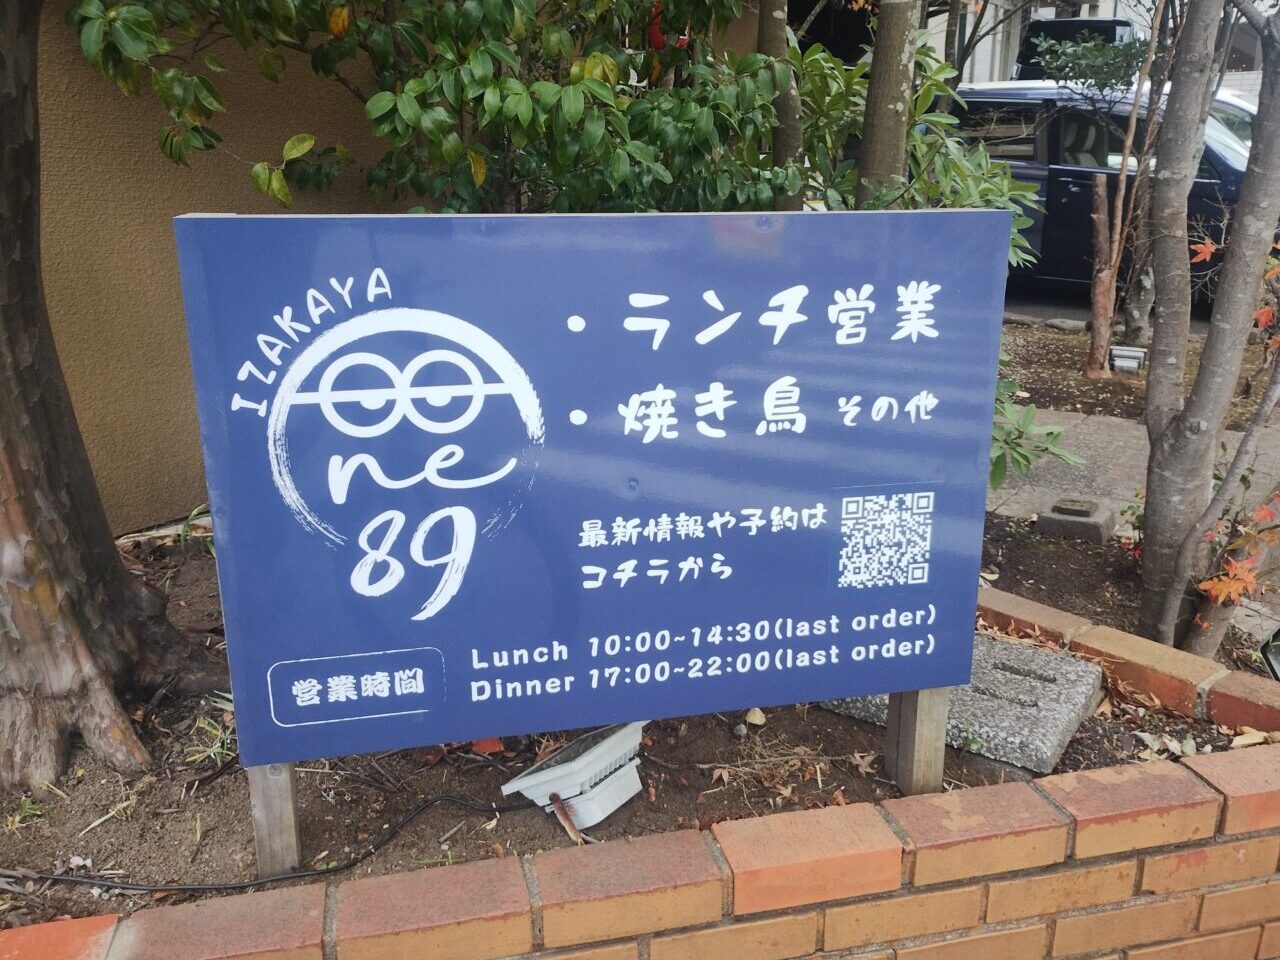 IZAKAYA
One
89
・ランチ営業
・焼き鳥 その他
最新情報や予約は
コチラから
営業時間
Lunch 10:00~14:30(last order)
Dinner 17:00~22:00(last order)